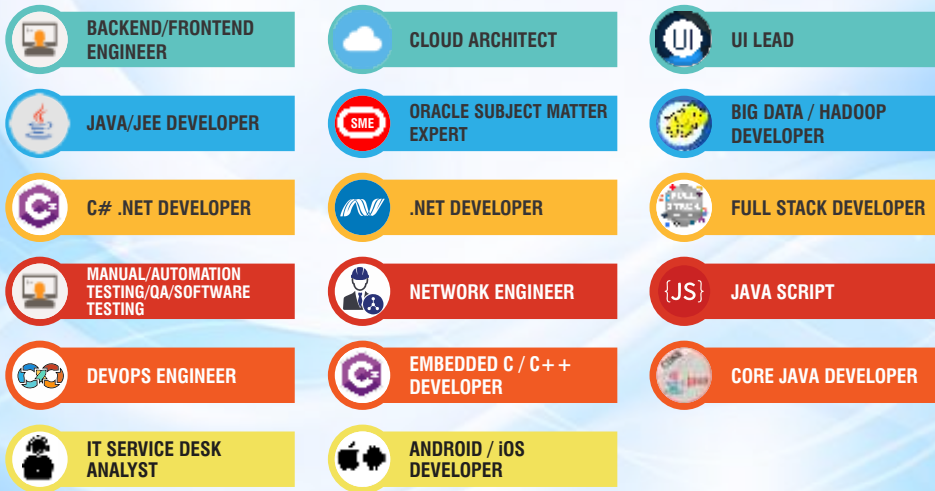 BACKEND/FRONTEND
ENGINEER
CLOUD ARCHITECT
UI
UI LEAD
JAVA/JEE DEVELOPER
SME
ORACLE SUBJECT MATTER
EXPERT
BIG DATA / HADOOP
DEVELOPER
C# .NET DEVELOPER
.NET DEVELOPER
FULL
STACK
FULL STACK DEVELOPER
MANUAL/AUTOMATION
TESTING/QA/SOFTWARE
TESTING
NETWORK ENGINEER
{JS}
JAVA SCRIPT
DEVOPS ENGINEER
EMBEDDED C / C++
DEVELOPER
CORE JAVA DEVELOPER
IT SERVICE DESK
ANALYST
ANDROID / iOS
DEVELOPER